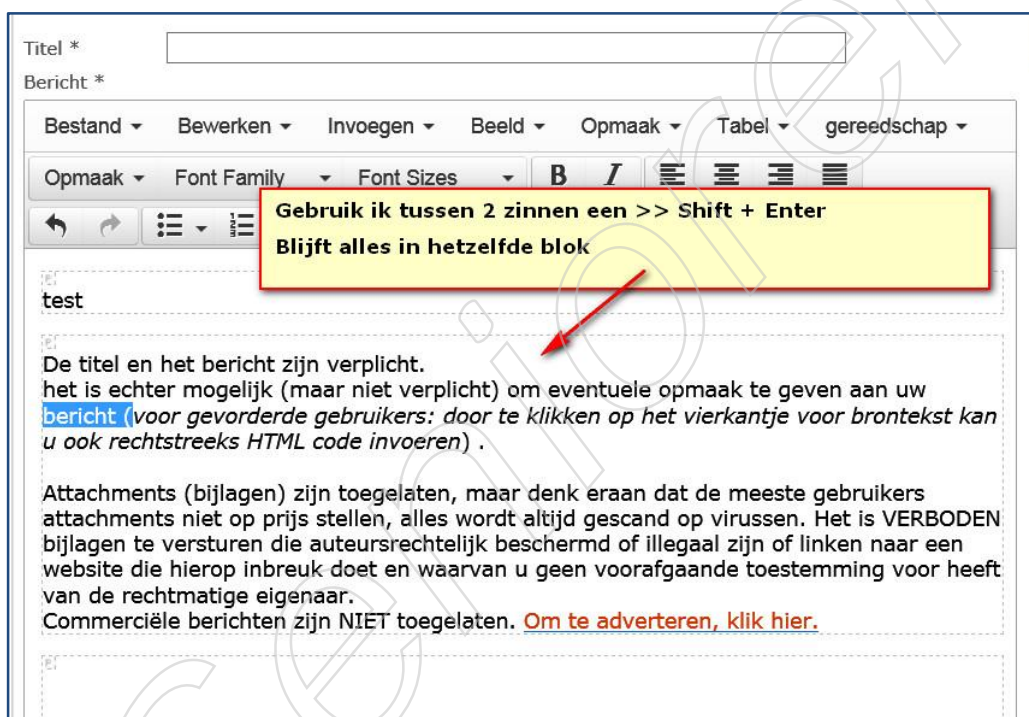 Titel *
Bericht *
Bestand Bewerken Invoegen Beeld Opmaak Tabel gereedschap
Opmaak Font Family Font Sizes B I
Gebruik ik tussen 2 zinnen een >> Shift + Enter
Blijft alles in hetzelfde blok
test
De titel en het bericht zijn verplicht.
het is echter mogelijk (maar niet verplicht) om eventuele opmaak te geven aan uw
bericht (voor gevorderde gebruikers: door te klikken op het vierkantje voor brontekst kan
u ook rechtstreeks HTML code invoeren) .
Attachments (bijlagen) zijn toegelaten, maar denk eraan dat de meeste gebruikers
attachments niet op prijs stellen, alles wordt altijd gescand op virussen. Het is VERBODEN
bijlagen te versturen die auteursrechtelijk beschermd of illegaal zijn of linken naar een
website die hierop inbreuk doet en waarvan u geen voorafgaande toestemming voor heeft
van de rechtmatige eigenaar.
Commerciële berichten zijn NIET toegelaten. Om te adverteren, klik hier.